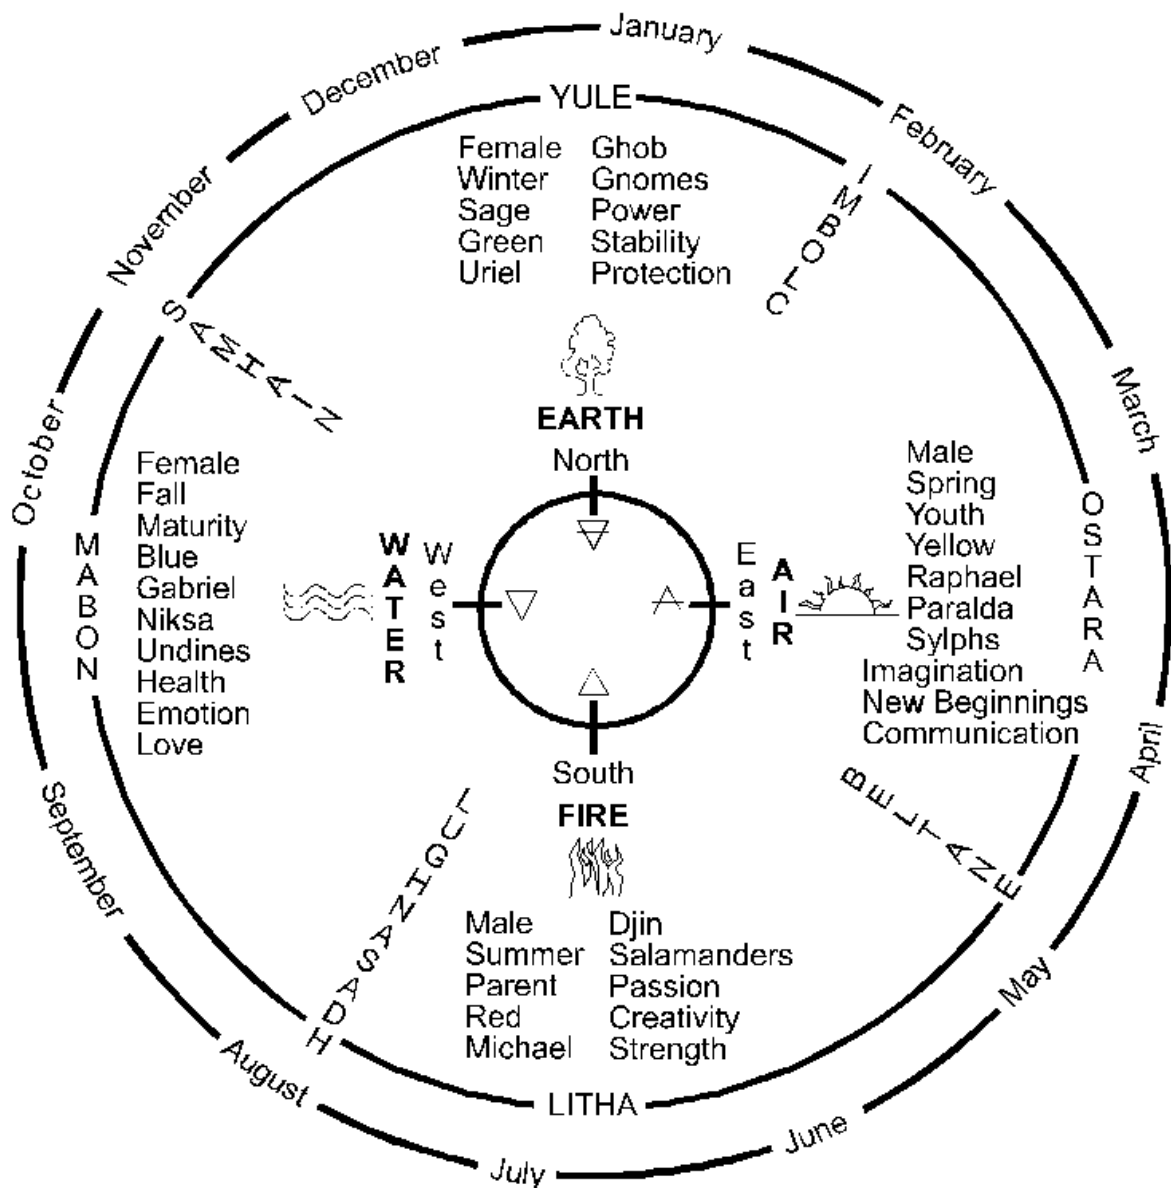 January
February
March
April
May
June
July
August
September
October
November
December
YULE
IMBOLC
OSTARA
BELTANE
LITHA
LUGHNASADH
MABON
SAMHAIN
Female Ghob
Winter Gnomes
Sage Power
Green Stability
Uriel Protection
EARTH
North
Male
Spring
Youth
Yellow
Raphael
Paralda
Sylphs
Imagination
New Beginnings
Communication
AIR
East
South
FIRE
Male Djin
Summer Salamanders
Parent Passion
Red Creativity
Michael Strength
Female
Fall
Maturity
Blue
Gabriel
Niksa
Undines
Health
Emotion
Love
WATER
West